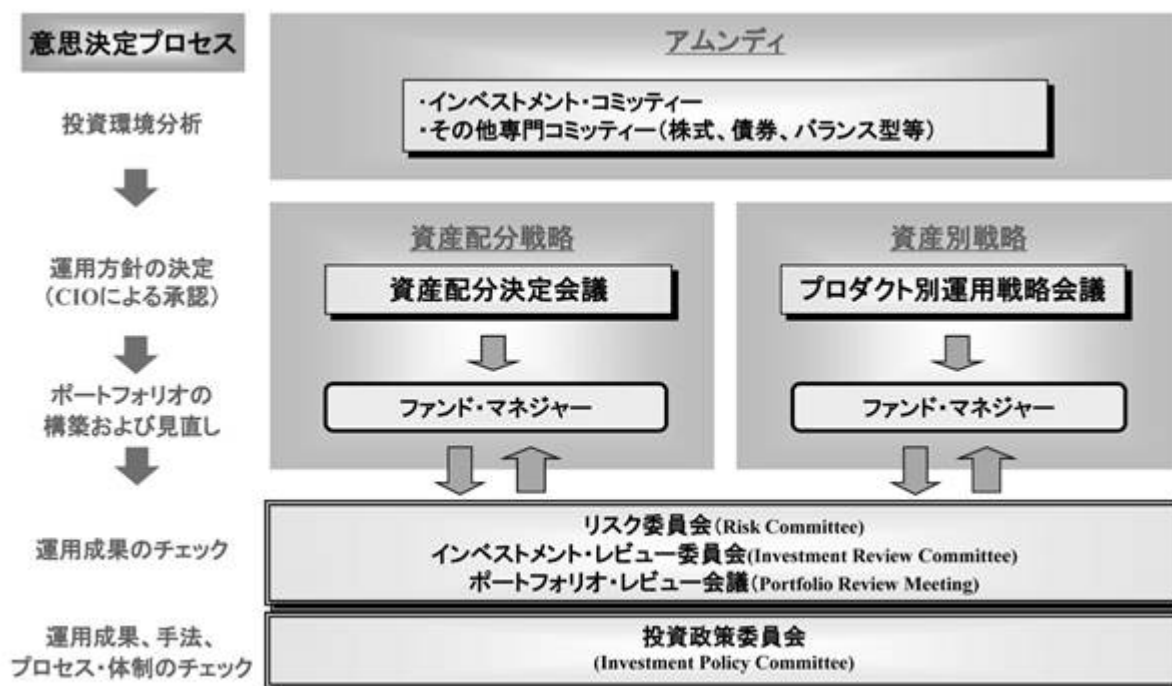 意思決定プロセス
アムンディ
投資環境分析
・インベストメント・コミッティー
・その他専門コミッティー(株式、債券、バランス型等)
運用方針の決定
(CIOによる承認)
資産配分戦略
資産配分決定会議
資産別戦略
プロダクト別運用戦略会議
ポートフォリオの
構築および見直し
ファンド・マネジャー
ファンド・マネジャー
運用成果のチェック
リスク委員会(Risk Committee)
インベストメント・レビュー委員会(Investment Review Committee)
ポートフォリオ・レビュー会議(Portfolio Review Meeting)
運用成果、手法、
プロセス・体制のチェック
投資政策委員会
(Investment Policy Committee)